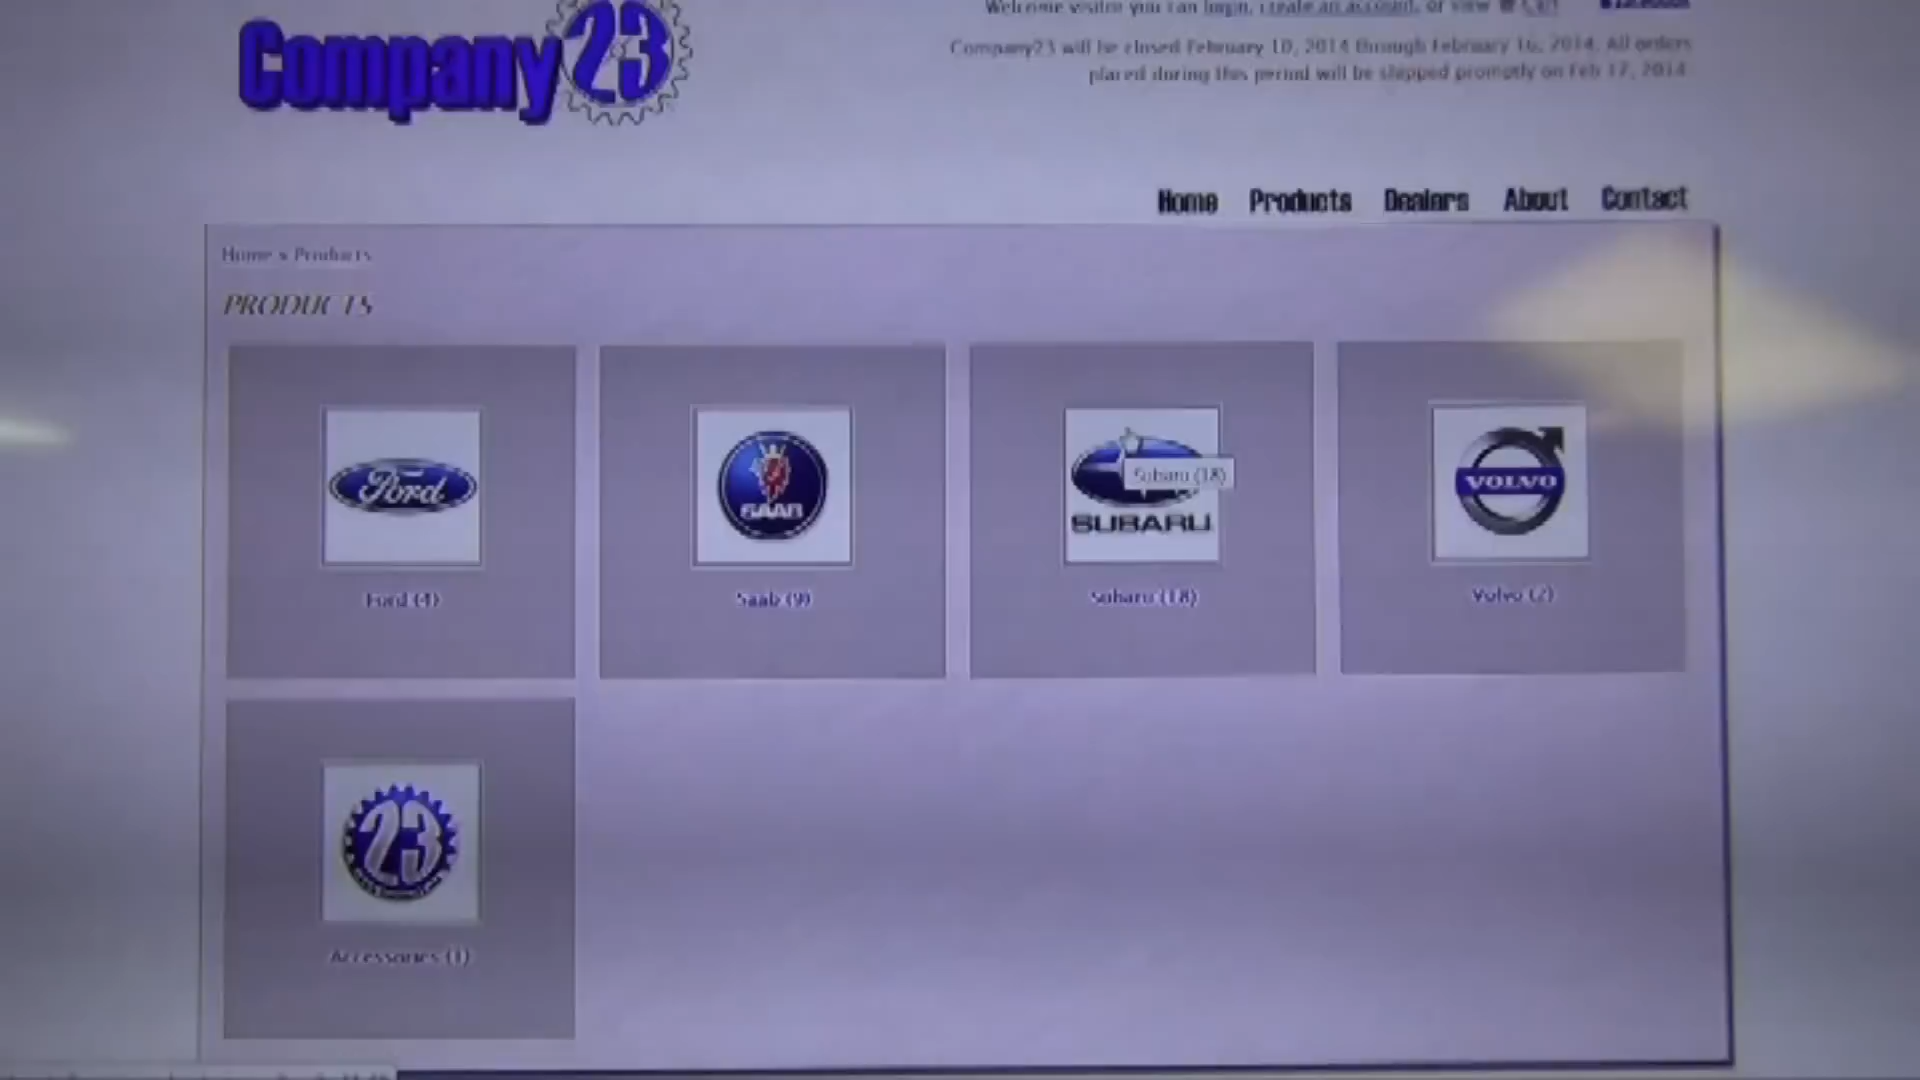 Company 23
Welcome visitor you can login, create an account, or view Cart
Company23 will be closed February 10, 2014 through February 16, 2014. All orders
placed during this period will be shipped promptly on Feb 17, 2014.
Home Products Dealers About Contact
Home » Products
PRODUCTS
Ford
SAAB
SUBARU
Subaru (18)
VOLVO
Ford (4)
Saab (9)
Subaru (18)
Volvo (2)
23
Accessories (1)